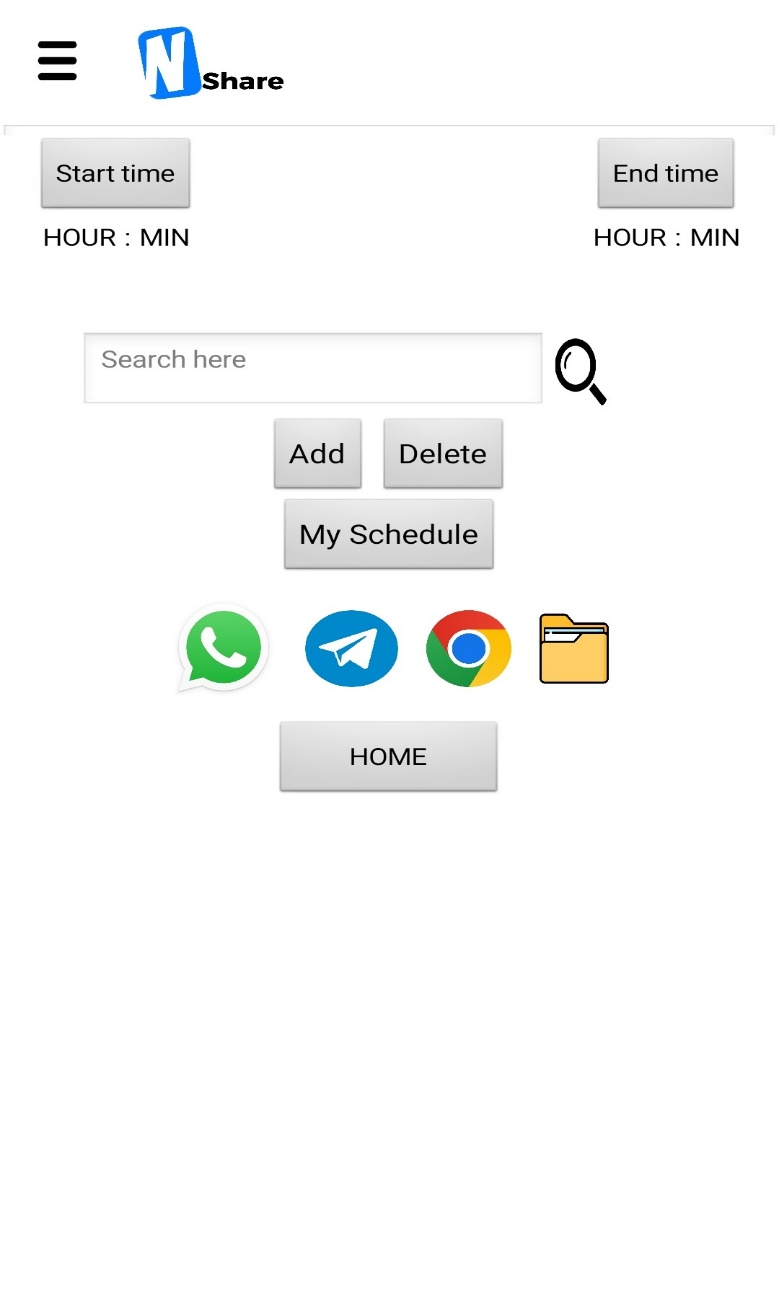 N Share
Start time End time
HOUR : MIN HOUR : MIN
Search here
Add Delete
My Schedule
HOME